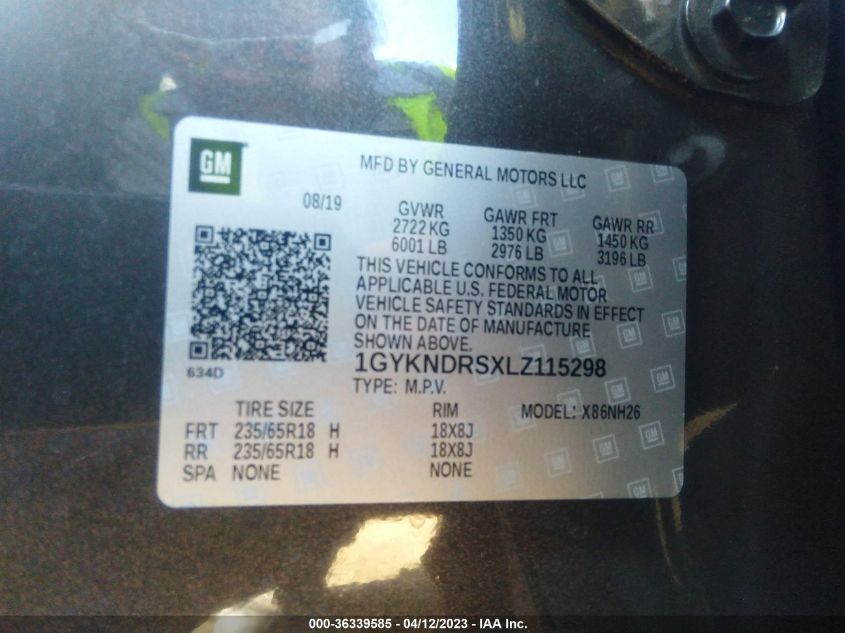 GM
MFD BY GENERAL MOTORS LLC
08/19
GVWR GAWR FRT GAWR RR
2722 KG 1350 KG 1450 KG
6001 LB 2976 LB 3196 LB
THIS VEHICLE CONFORMS TO ALL
APPLICABLE U.S. FEDERAL MOTOR
VEHICLE SAFETY STANDARDS IN EFFECT
ON THE DATE OF MANUFACTURE
SHOWN ABOVE.
634D
1GYKNDRSXLZ115298
TYPE: M.P.V.
TIRE SIZE RIM MODEL: X86NH26
FRT 235/65R18 H 18X8J
RR 235/65R18 H 18X8J
SPA NONE NONE
000-36339585 - 04/12/2023 - IAA Inc.